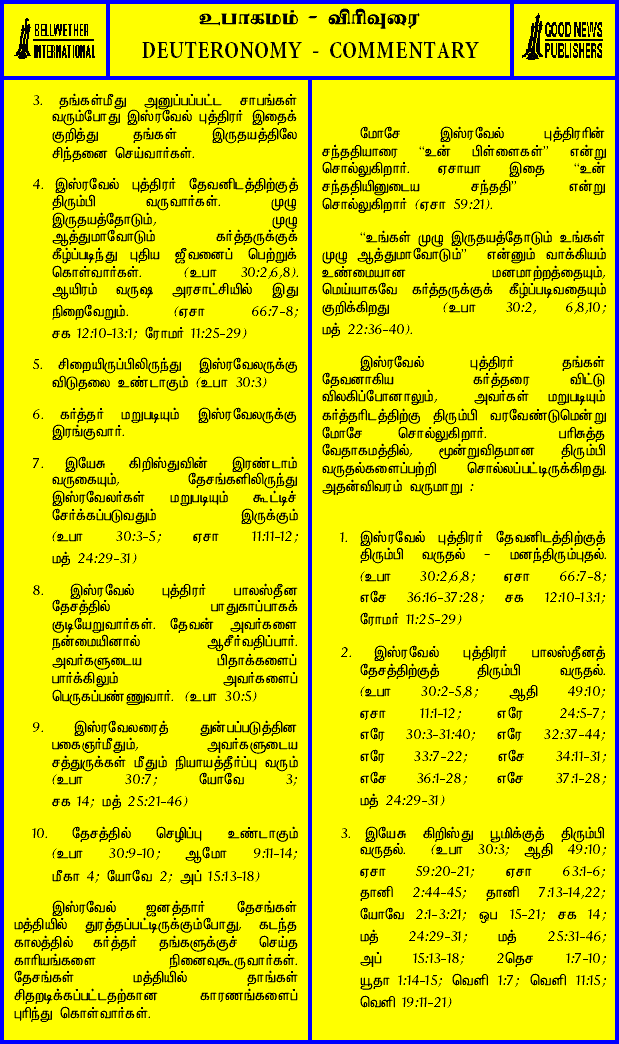 BELLWETHER
INTERNATIONAL
உபாகமம் - விரிவுரை
DEUTERONOMY - COMMENTARY
GOOD NEWS
PUBLISHERS
3. தங்கள்மீது அனுப்பப்பட்ட சாபங்கள்
வரும்போது இஸ்ரவேல் புத்திரர் இதைக்
குறித்து தங்கள் இருதயத்திலே
சிந்தனை செய்வார்கள்.
4. இஸ்ரவேல் புத்திரர் தேவனிடத்திற்குத்
திரும்பி வருவார்கள். முழு
இருதயத்தோடும், முழு
ஆத்துமாவோடும் கர்த்தருக்குக்
கீழ்ப்படிந்து புதிய ஜீவனைப் பெற்றுக்
கொள்வார்கள். (உபா 30:2,6,8).
ஆயிரம் வருஷ அரசாட்சியில் இது
நிறைவேறும். (ஏசா 66:7-8;
சக 12:10-13:1; ரோமர் 11:25-29)
5. சிறையிருப்பிலிருந்து இஸ்ரவேலருக்கு
விடுதலை உண்டாகும் (உபா 30:3)
6. கர்த்தர் மறுபடியும் இஸ்ரவேலருக்கு
இரங்குவார்.
7. இயேசு கிறிஸ்துவின் இரண்டாம்
வருகையும், தேசங்களிலிருந்து
இஸ்ரவேலர்கள் மறுபடியும் கூட்டிச்
சேர்க்கப்படுவதும் இருக்கும்
(உபா 30:3-5; ஏசா 11:11-12;
மத் 24:29-31)
8. இஸ்ரவேல் புத்திரர் பாலஸ்தீன
தேசத்தில் பாதுகாப்பாகக்
குடியேறுவார்கள். தேவன் அவர்களை
நன்மையினால் ஆசீர்வதிப்பார்.
அவர்களுடைய பிதாக்களைப்
பார்க்கிலும் அவர்களைப்
பெருகப்பண்ணுவார். (உபா 30:5)
9. இஸ்ரவேலரைத் துன்பப்படுத்தின
பகைஞர்மீதும், அவர்களுடைய
சத்துருக்கள் மீதும் நியாயத்தீர்ப்பு வரும்
(உபா 30:7; யோவே 3;
சக 14; மத் 25:21-46)
10. தேசத்தில் செழிப்பு உண்டாகும்
(உபா 30:9-10; ஆமோ 9:11-14;
மீகா 4; யோவே 2; அப் 15:13-18)
இஸ்ரவேல் ஜனத்தார் தேசங்கள்
மத்தியில் துரத்தப்பட்டிருக்கும்போது, கடந்த
காலத்தில் கர்த்தர் தங்களுக்குச் செய்த
காரியங்களை நினைவுகூருவார்கள்.
தேசங்கள் மத்தியில் தாங்கள்
சிதறடிக்கப்பட்டதற்கான காரணங்களைப்
புரிந்து கொள்வார்கள்.
மோசே இஸ்ரவேல் புத்திரரின்
சந்ததியாரை “உன் பிள்ளைகள்” என்று
சொல்லுகிறார். ஏசாயா இதை “உன்
சந்ததியினுடைய சந்ததி” என்று
சொல்லுகிறார் (ஏசா 59:21).
“உங்கள் முழு இருதயத்தோடும் உங்கள்
முழு ஆத்துமாவோடும்” என்னும் வாக்கியம்
உண்மையான மனமாற்றத்தையும்,
மெய்யாகவே கர்த்தருக்குக் கீழ்ப்படிவதையும்
குறிக்கிறது (உபா 30:2, 6,8,10;
மத் 22:36-40).
இஸ்ரவேல் புத்திரர் தங்கள்
தேவனாகிய கர்த்தரை விட்டு
விலகிப்போனாலும், அவர்கள் மறுபடியும்
கர்த்தரிடத்திற்கு திரும்பி வரவேண்டுமென்று
மோசே சொல்லுகிறார். பரிசுத்த
வேதாகமத்தில், மூன்றுவிதமான திரும்பி
வருதல்களைப்பற்றி சொல்லப்பட்டிருக்கிறது.
அதன்விவரம் வருமாறு :
1. இஸ்ரவேல் புத்திரர் தேவனிடத்திற்குத்
திரும்பி வருதல் - மனந்திரும்புதல்.
(உபா 30:2,6,8; ஏசா 66:7-8;
எசே 36:16-37:28; சக 12:10-13:1;
ரோமர் 11:25-29)
2. இஸ்ரவேல் புத்திரர் பாலஸ்தீனத்
தேசத்திற்குத் திரும்பி வருதல்.
(உபா 30:2-5,8; ஆதி 49:10;
ஏசா 11:1-12; எரே 24:5-7;
எரே 30:3-31:40; எரே 32:37-44;
எரே 33:7-22; எசே 34:11-31;
எசே 36:1-28; எசே 37:1-28;
மத் 24:29-31)
3. இயேசு கிறிஸ்து பூமிக்குத் திரும்பி
வருதல். (உபா 30:3; ஆதி 49:10;
ஏசா 59:20-21; ஏசா 63:1-6;
தானி 2:44-45; தானி 7:13-14,22;
யோவே 2:1-3:21; ஒப 15-21; சக 14;
மத் 24:29-31; மத் 25:31-46;
அப் 15:13-18; 2தெச 1:7-10;
யூதா 1:14-15; வெளி 1:7; வெளி 11:15;
வெளி 19:11-21)